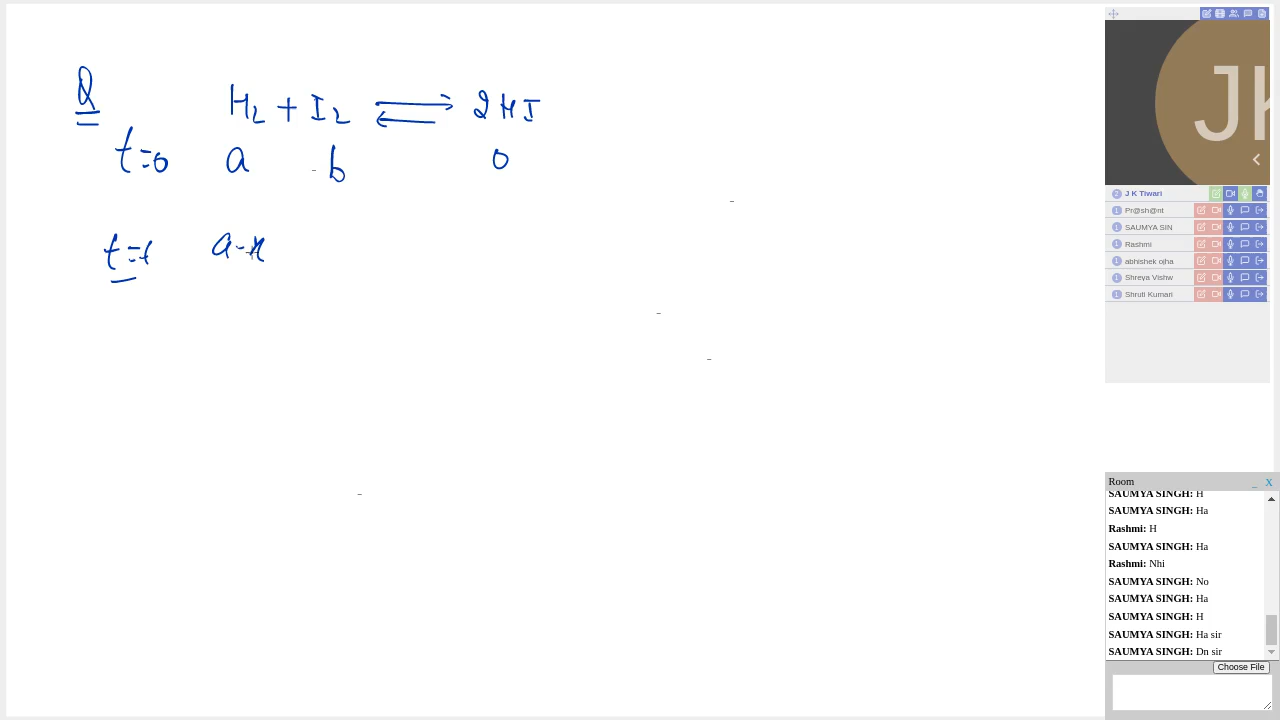 Q
H2 + I2 ⇌ 2HI
t=0 a b 0
t=t a-x
JK
J K Tiwari
Pr@sh@nt
SAUMYA SIN
Rashmi
abhishek ojha
Shreya Vishw
Shruti Kumari
Room _ X
SAUMYA SINGH: H
SAUMYA SINGH: Ha
Rashmi: H
SAUMYA SINGH: Ha
Rashmi: Nhi
SAUMYA SINGH: No
SAUMYA SINGH: Ha
SAUMYA SINGH: H
SAUMYA SINGH: Ha sir
SAUMYA SINGH: Dn sir
Choose File